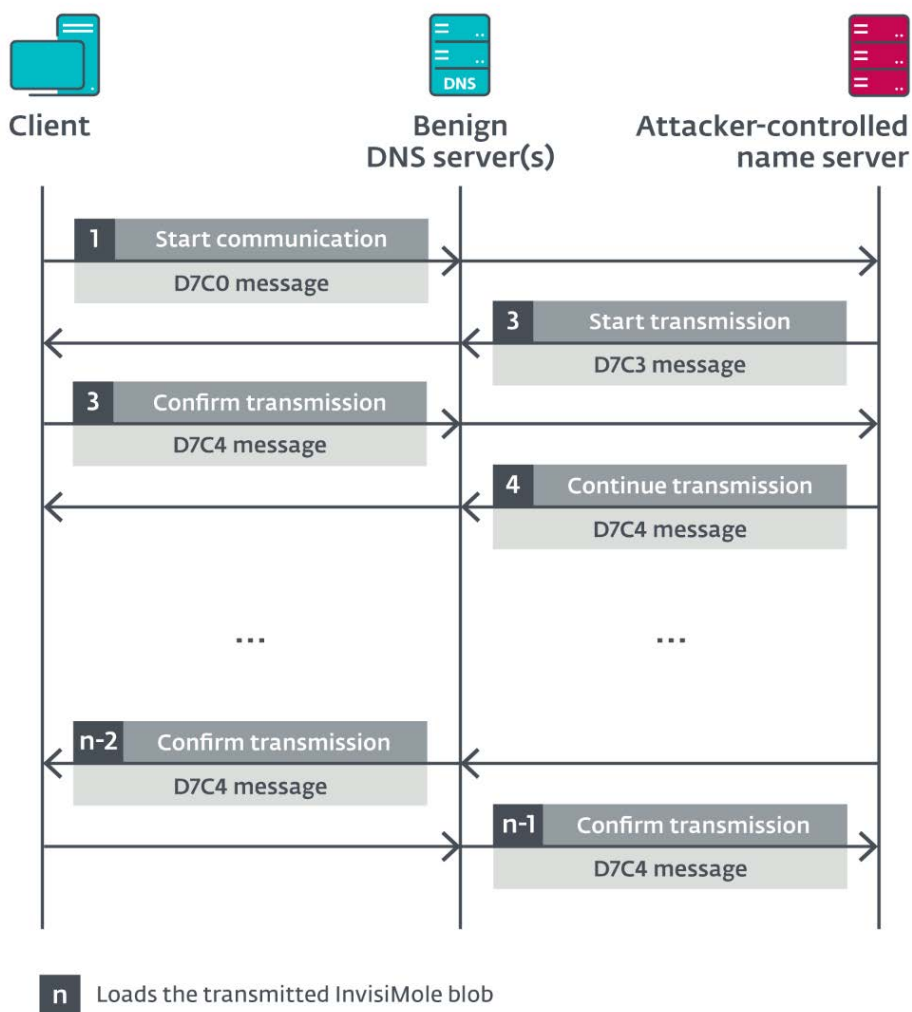 DNS
Client
Benign
DNS server(s)
Attacker-controlled
name server
1 Start communication
D7C0 message
3 Start transmission
D7C3 message
3 Confirm transmission
D7C4 message
4 Continue transmission
D7C4 message
... ...
n-2 Confirm transmission
D7C4 message
n-1 Confirm transmission
D7C4 message
n Loads the transmitted InvisiMole blob